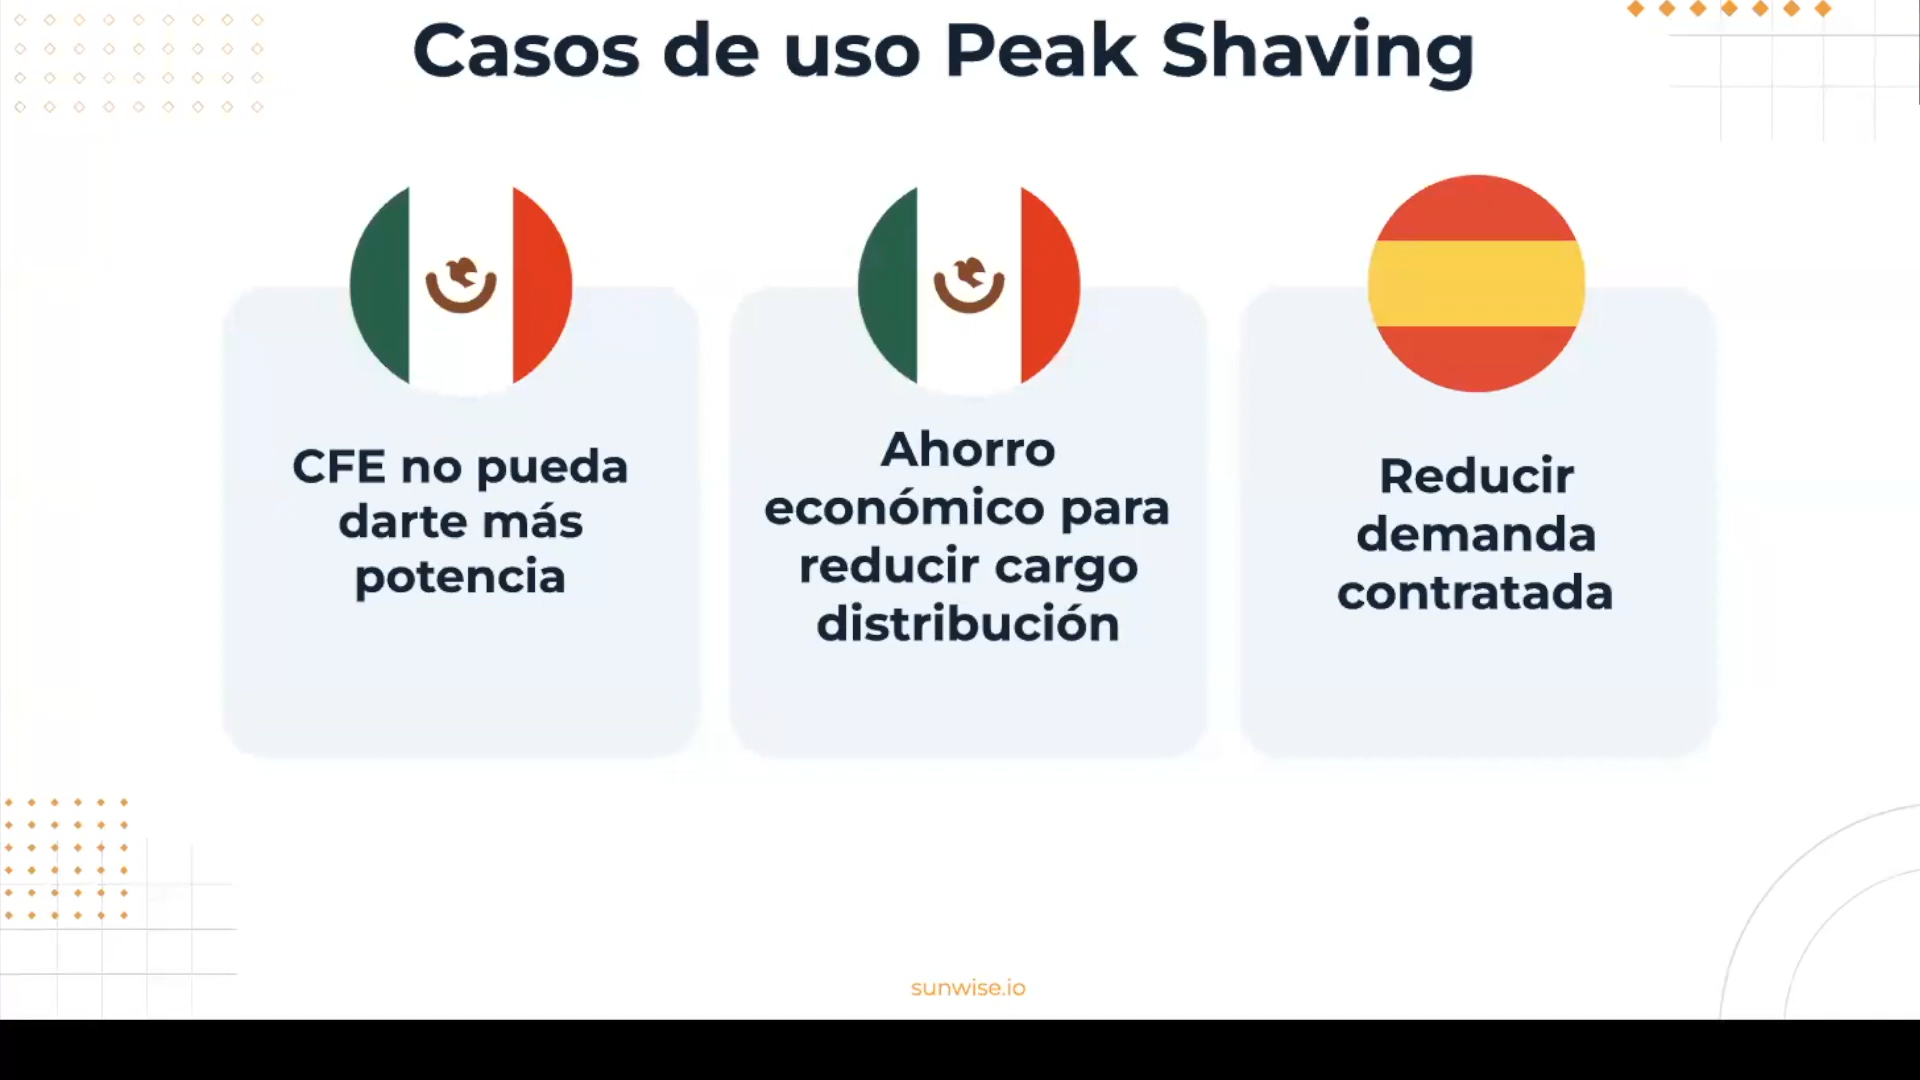 Casos de uso Peak Shaving
CFE no pueda
darte más
potencia
Ahorro
económico para
reducir cargo
distribución
Reducir
demanda
contratada
sunwise.io